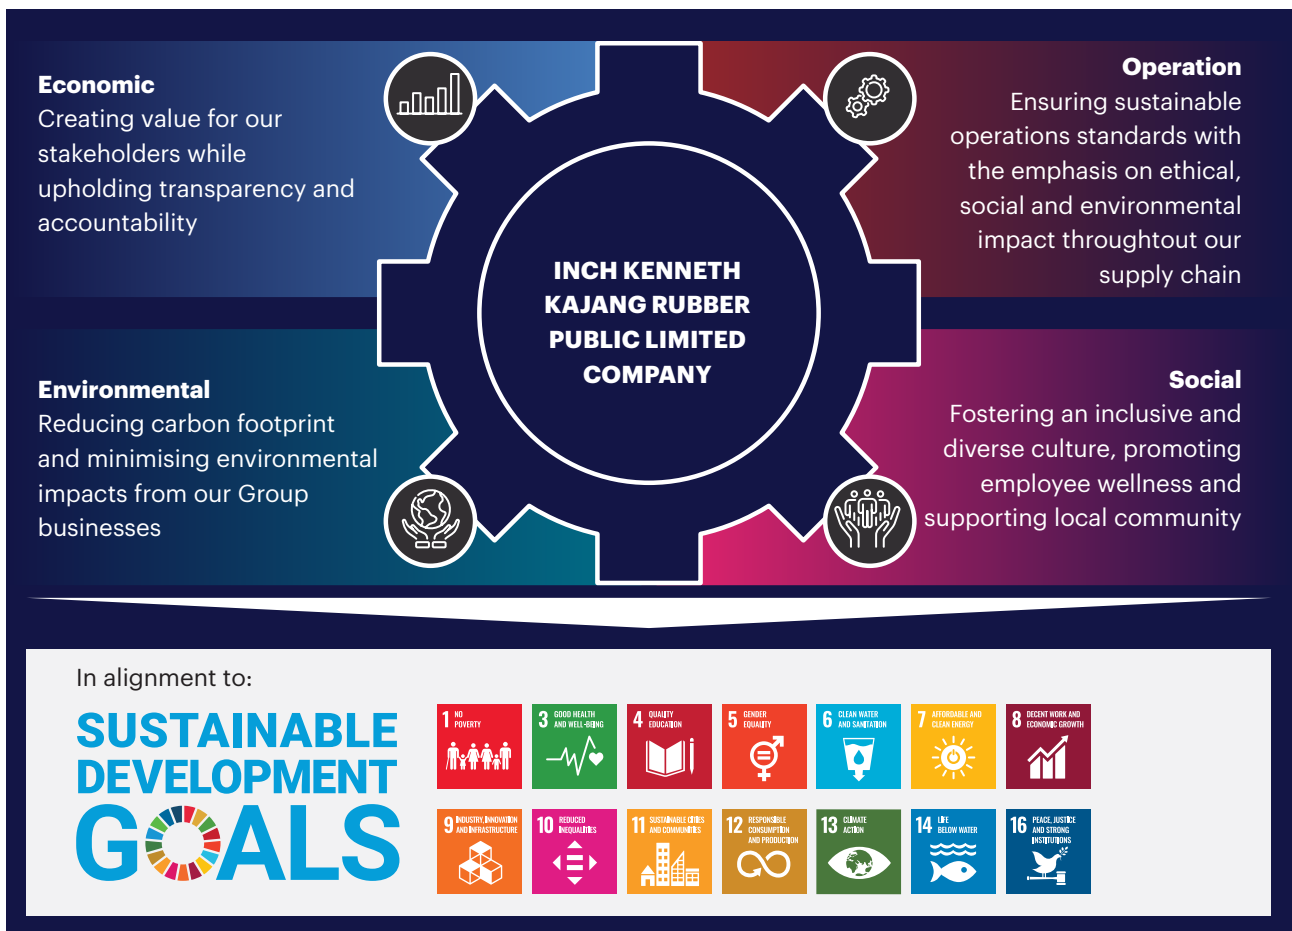 Economic
Creating value for our
stakeholders while
upholding transparency and
accountability
Operation
Ensuring sustainable
operations standards with
the emphasis on ethical,
social and environmental
impact throughtout our
supply chain
INCH KENNETH
KAJANG RUBBER
PUBLIC LIMITED
COMPANY
Environmental
Reducing carbon footprint
and minimising environmental
impacts from our Group
businesses
Social
Fostering an inclusive and
diverse culture, promoting
employee wellness and
supporting local community
In alignment to:
SUSTAINABLE
DEVELOPMENT
GOALS
1 NO
POVERTY
3 GOOD HEALTH
AND WELL-BEING
4 QUALITY
EDUCATION
5 GENDER
EQUALITY
6 CLEAN WATER
AND SANITATION
7 AFFORDABLE AND
CLEAN ENERGY
8 DECENT WORK AND
ECONOMIC GROWTH
9 INDUSTRY, INNOVATION
AND INFRASTRUCTURE
10 REDUCED
INEQUALITIES
11 SUSTAINABLE CITIES
AND COMMUNITIES
12 RESPONSIBLE
CONSUMPTION
AND PRODUCTION
13 CLIMATE
ACTION
14 LIFE
BELOW WATER
16 PEACE, JUSTICE
AND STRONG
INSTITUTIONS